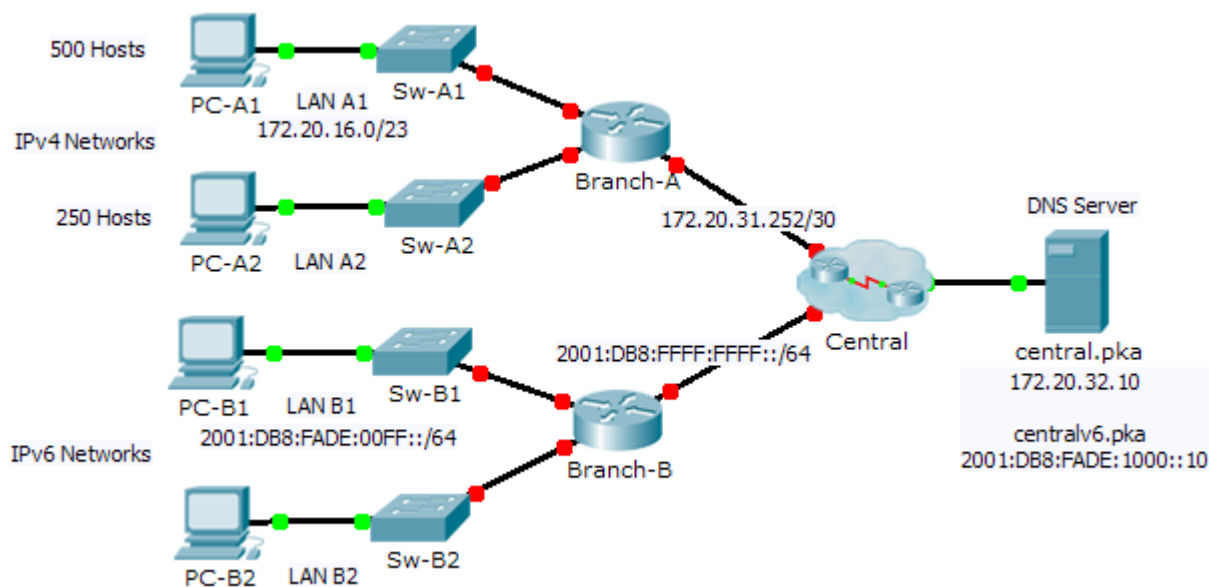 500 Hosts
PC-A1
LAN A1
172.20.16.0/23
Sw-A1
IPv4 Networks
Branch-A
250 Hosts
PC-A2
LAN A2
Sw-A2
172.20.31.252/30
DNS Server
Central
central.pka
172.20.32.10
centralv6.pka
2001:DB8:FADE:1000::10
2001:DB8:FFFF:FFFF::/64
PC-B1
LAN B1
2001:DB8:FADE:00FF::/64
Sw-B1
IPv6 Networks
Branch-B
PC-B2
LAN B2
Sw-B2